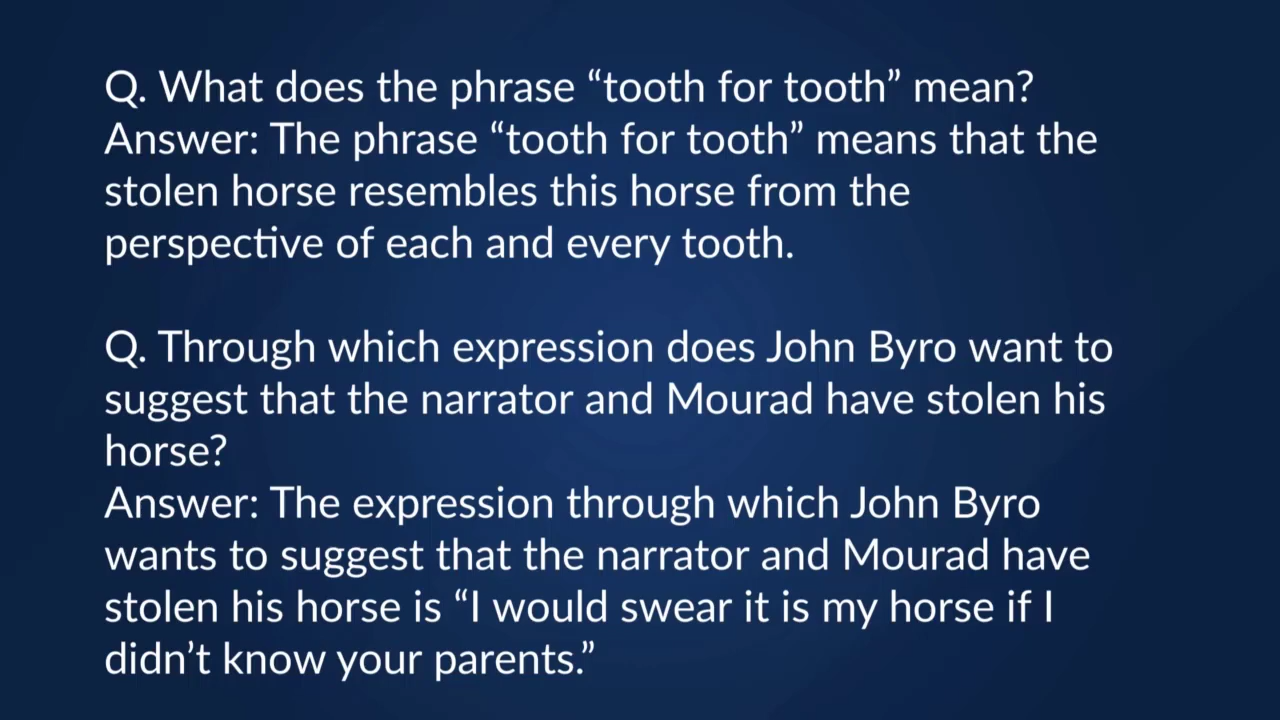 Q. What does the phrase “tooth for tooth” mean?
Answer: The phrase “tooth for tooth” means that the
stolen horse resembles this horse from the
perspective of each and every tooth.
Q. Through which expression does John Byro want to
suggest that the narrator and Mourad have stolen his
horse?
Answer: The expression through which John Byro
wants to suggest that the narrator and Mourad have
stolen his horse is “I would swear it is my horse if I
didn’t know your parents.”